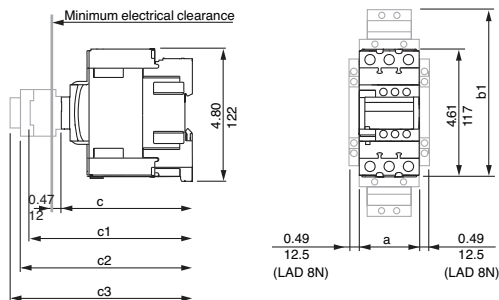 Minimum electrical clearance
4.80
122
0.47
12
c
c1
c2
c3
b1
4.61
117
0.49
12.5
(LAD 8N)
a
0.49
12.5
(LAD 8N)